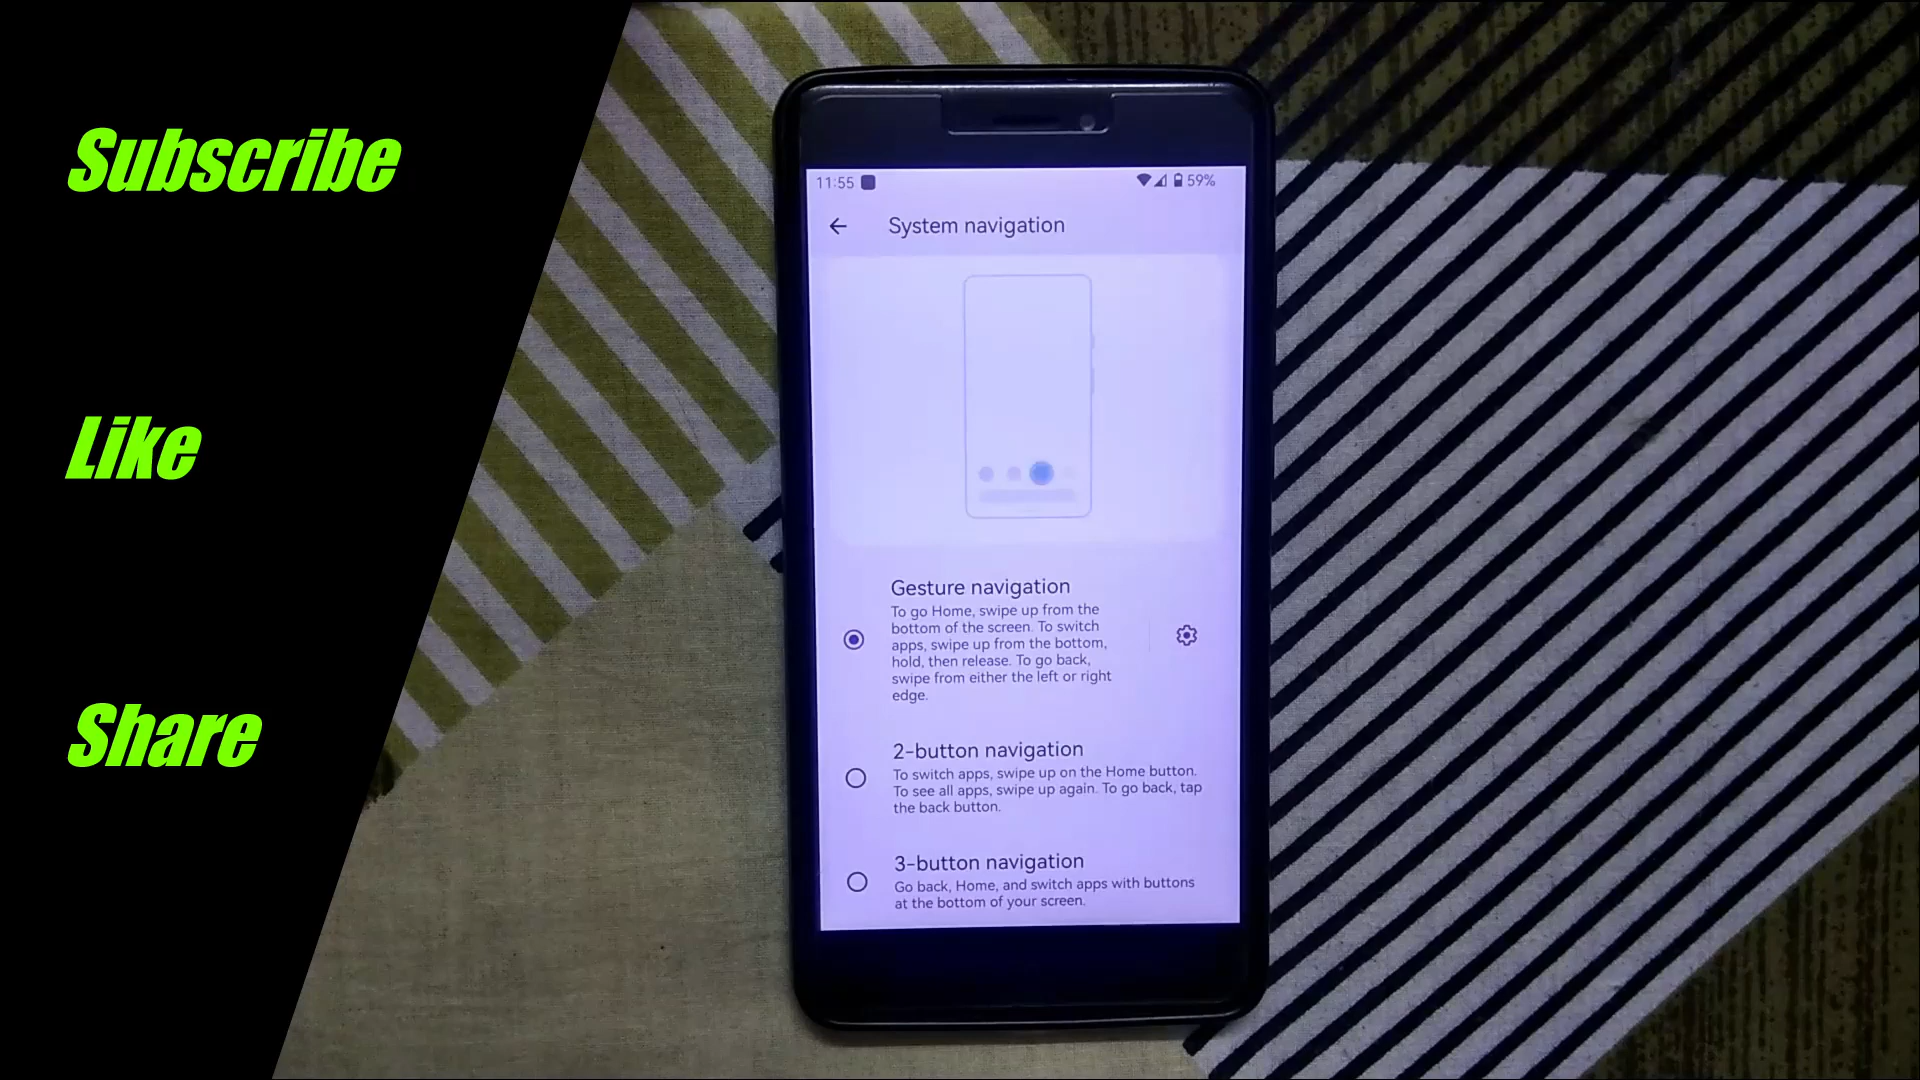 Subscribe
Like
Share
11:55
59%
System navigation
Gesture navigation
To go Home, swipe up from the
bottom of the screen. To switch
apps, swipe up from the bottom,
hold, then release. To go back,
swipe from either the left or right
edge.
2-button navigation
To switch apps, swipe up on the Home button.
To see all apps, swipe up again. To go back, tap
the back button.
3-button navigation
Go back, Home, and switch apps with buttons
at the bottom of your screen.